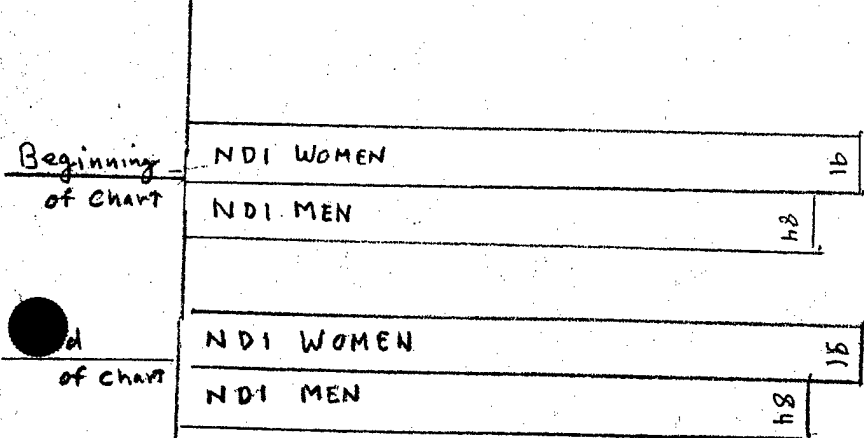 Beginning
of Chart
NDI WOMEN
91
NDI MEN
84
of Chart
NDI WOMEN
91
NDI MEN
84